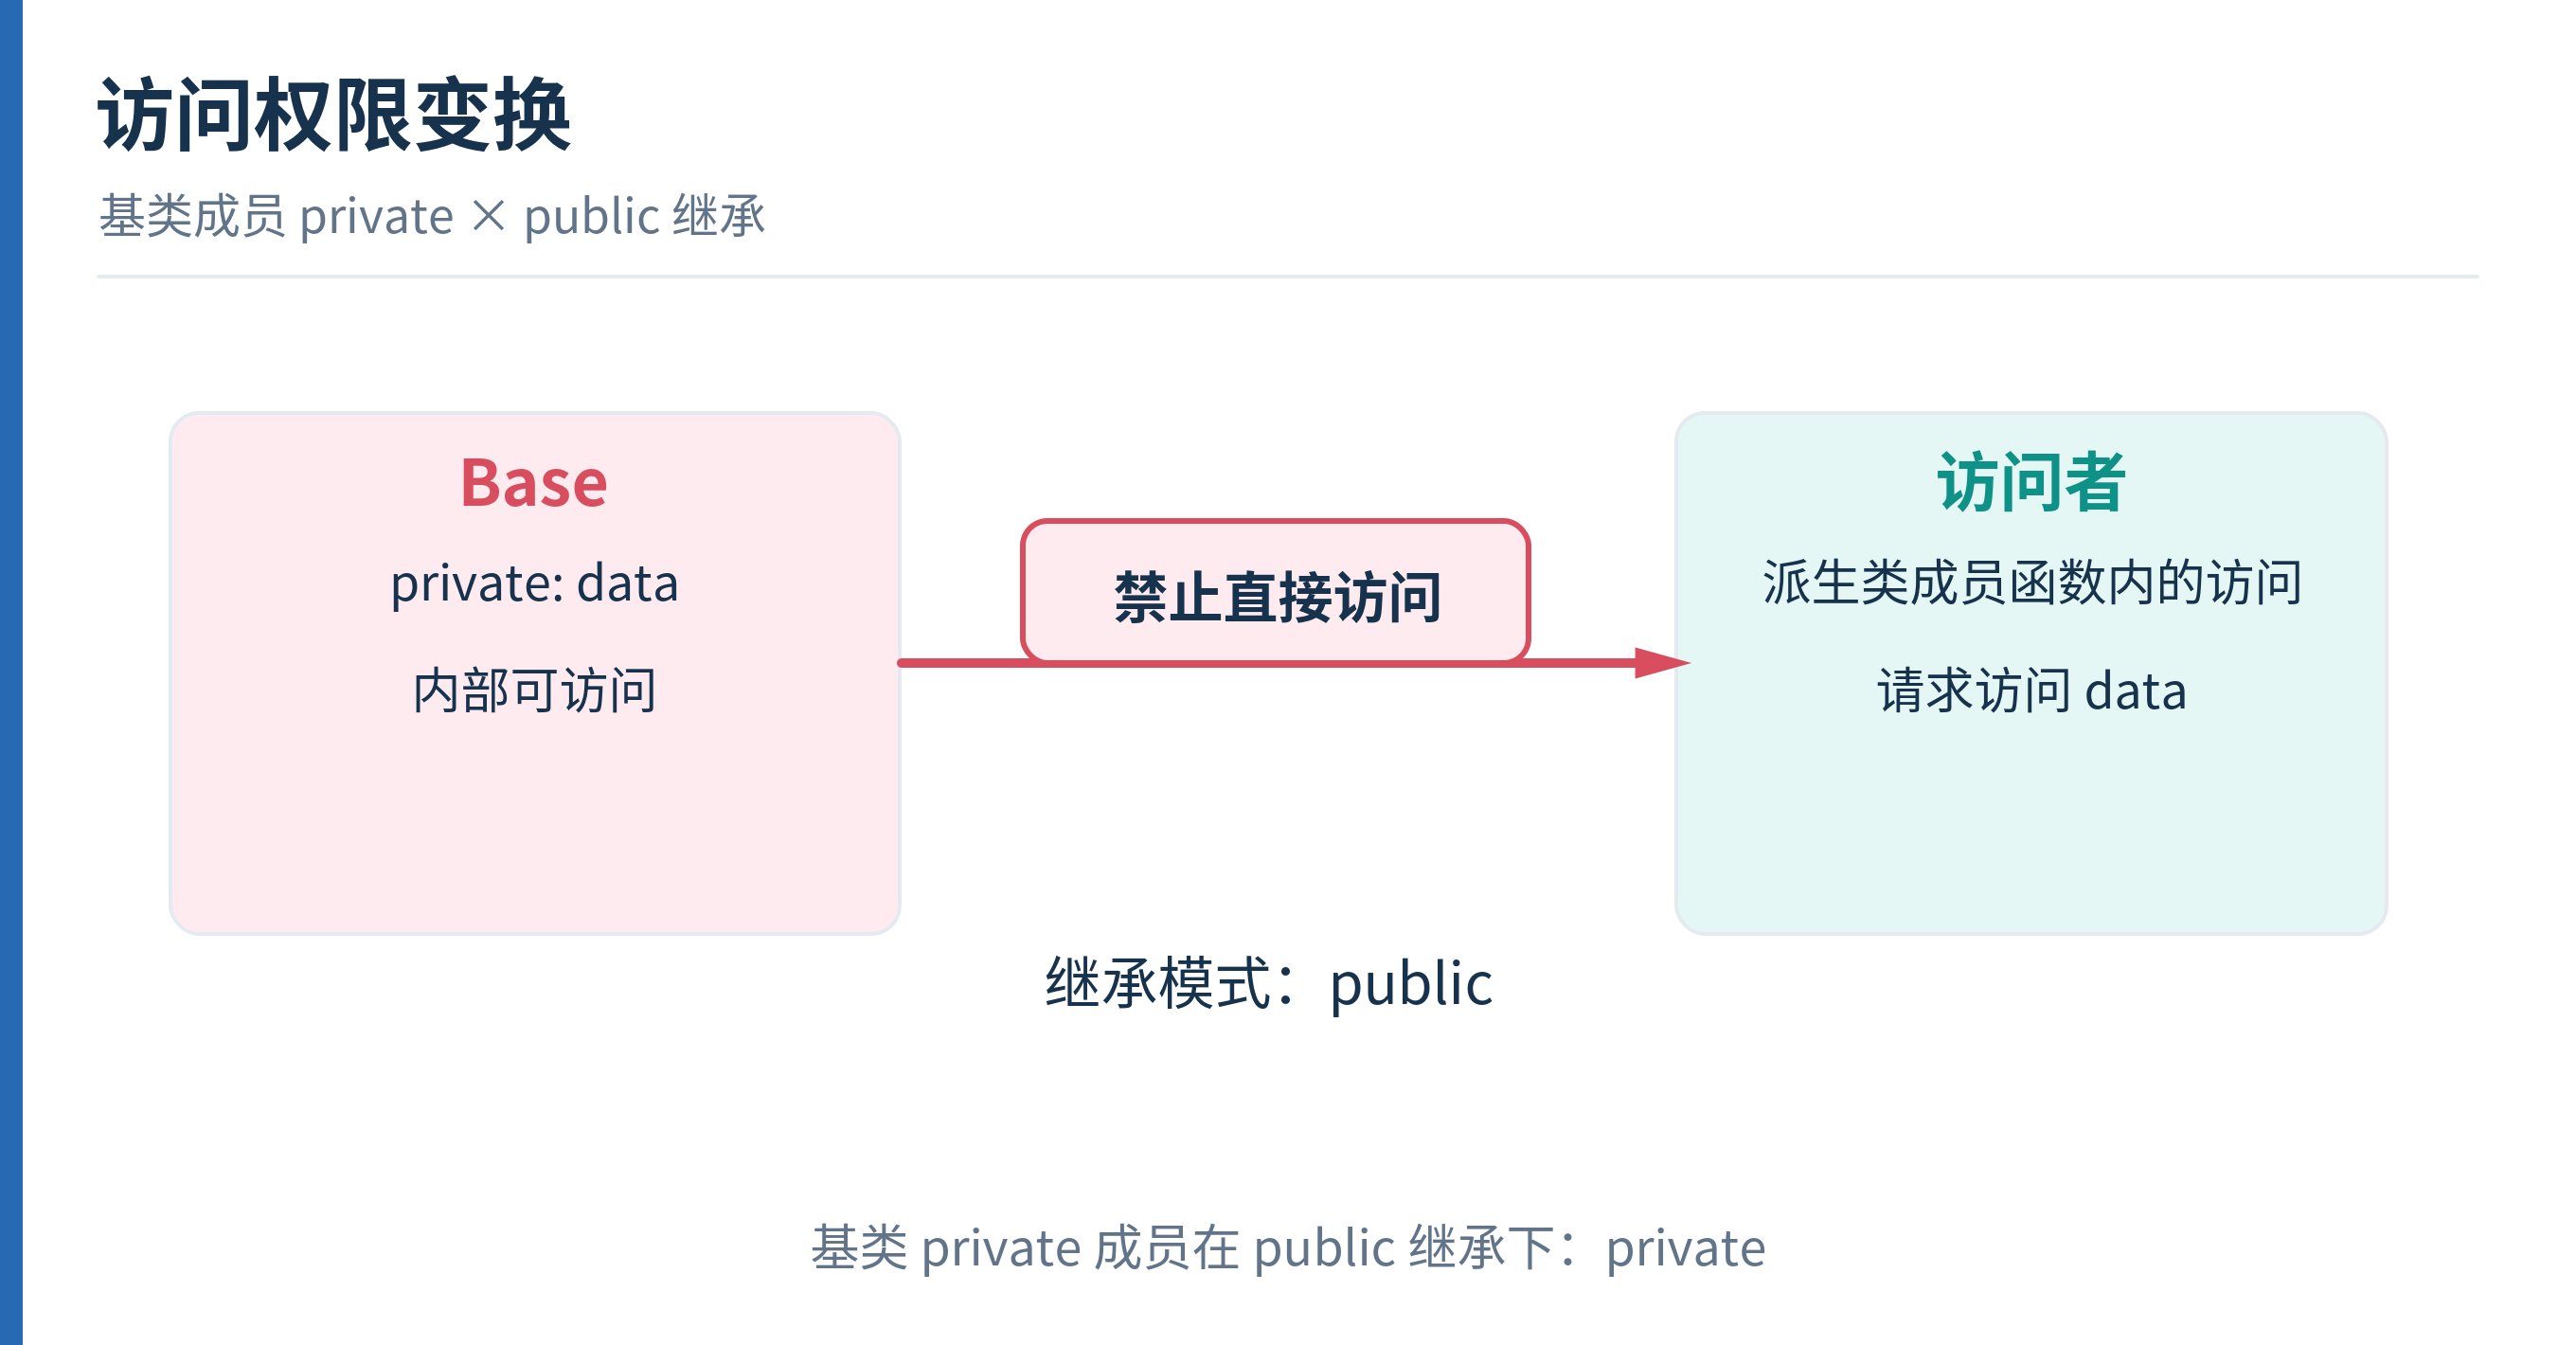 访问权限变换
基类成员 private × public 继承
Base
private: data
内部可访问
禁止直接访问
访问者
派生类成员函数内的访问
请求访问 data
继承模式：public
基类 private 成员在 public 继承下：private